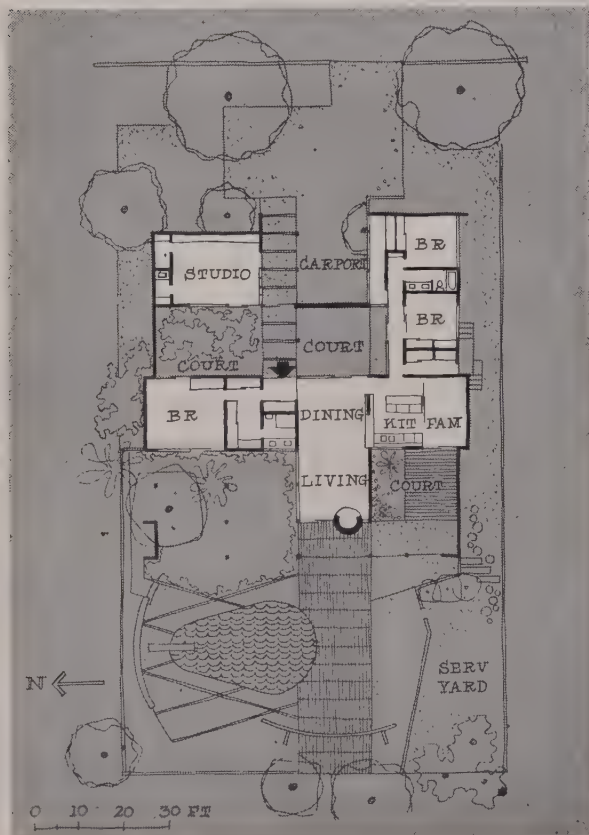 BR
STUDIO
CARPORT
BR
COURT
COURT
BR
DINING
KIT
FAM
LIVING
COURT
SERV
YARD
N
0 10 20 30 FT